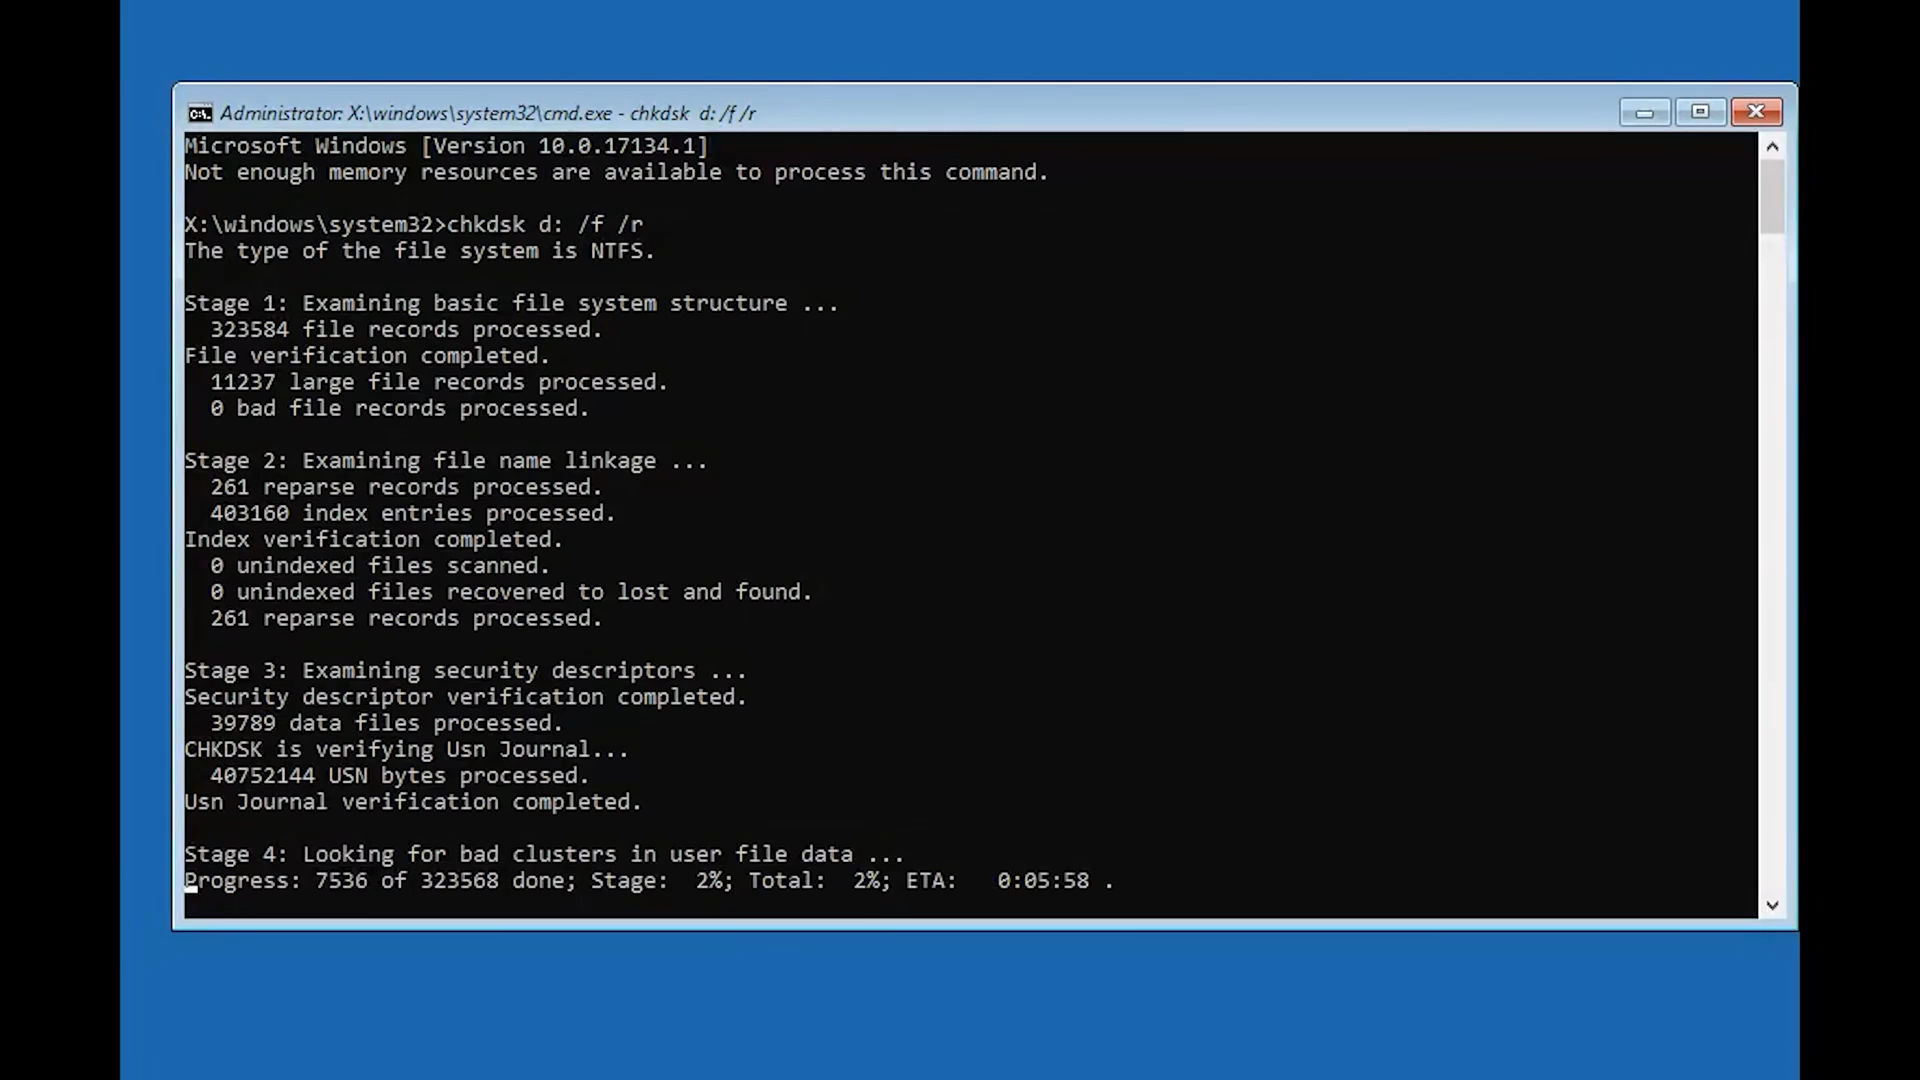 Administrator: X:\windows\system32\cmd.exe - chkdsk  d: /f /r
Microsoft Windows [Version 10.0.17134.1]
Not enough memory resources are available to process this command.
X:\windows\system32>chkdsk d: /f /r
The type of the file system is NTFS.
Stage 1: Examining basic file system structure ...
  323584 file records processed.
File verification completed.
  11237 large file records processed.
  0 bad file records processed.
Stage 2: Examining file name linkage ...
  261 reparse records processed.
  403160 index entries processed.
Index verification completed.
  0 unindexed files scanned.
  0 unindexed files recovered to lost and found.
  261 reparse records processed.
Stage 3: Examining security descriptors ...
Security descriptor verification completed.
  39789 data files processed.
CHKDSK is verifying Usn Journal...
  40752144 USN bytes processed.
Usn Journal verification completed.
Stage 4: Looking for bad clusters in user file data ...
Progress: 7536 of 323568 done; Stage:  2%; Total:  2%; ETA:   0:05:58 .